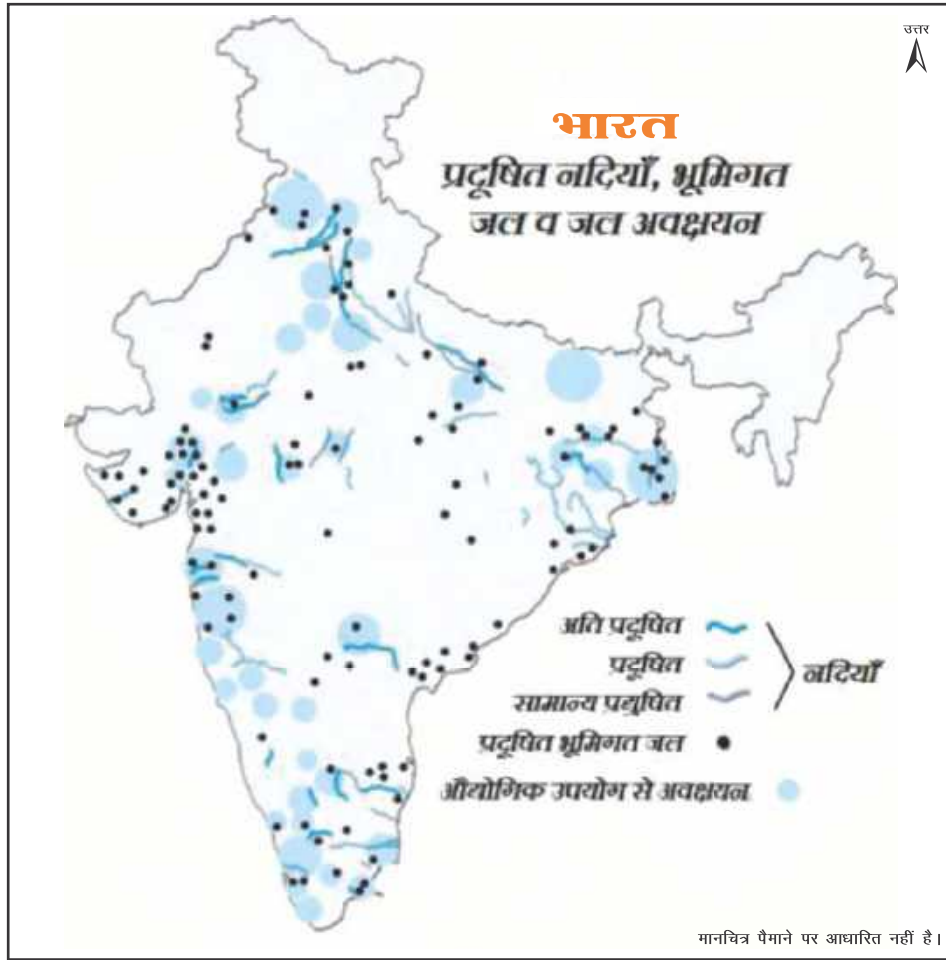 उत्तर
भारत
प्रदूषित नदियाँ, भूमिगत
जल व जल अवक्षयन
अति प्रदूषित
प्रदूषित
नदियाँ
सामान्य प्रद्युषित
प्रदूषित भूमिगत जल
औयोगिक उपयोग से अवक्षयन
मानचित्र पैमाने पर आधारित नहीं है।